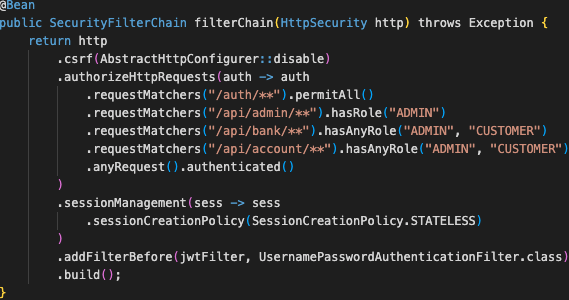 @Bean
public SecurityFilterChain filterChain(HttpSecurity http) throws Exception {
    return http
        .csrf(AbstractHttpConfigurer::disable)
        .authorizeHttpRequests(auth -> auth
            .requestMatchers("/auth/**").permitAll()
            .requestMatchers("/api/admin/**").hasRole("ADMIN")
            .requestMatchers("/api/bank/**").hasAnyRole("ADMIN", "CUSTOMER")
            .requestMatchers("/api/account/**").hasAnyRole("ADMIN", "CUSTOMER")
            .anyRequest().authenticated()
        )
        .sessionManagement(sess -> sess
            .sessionCreationPolicy(SessionCreationPolicy.STATELESS)
        )
        .addFilterBefore(jwtFilter, UsernamePasswordAuthenticationFilter.class)
        .build();
}